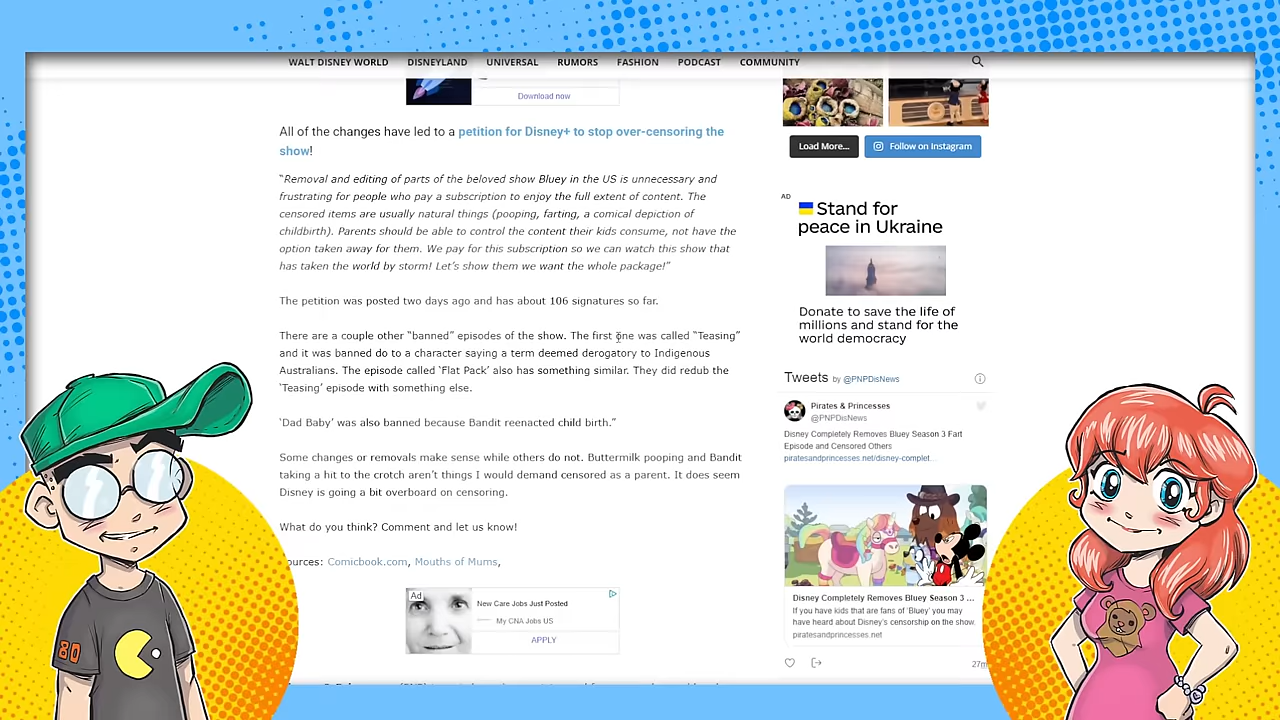 WALT DISNEY WORLD DISNEYLAND UNIVERSAL RUMORS FASHION PODCAST COMMUNITY
Download now
All of the changes have led to a petition for Disney+ to stop over-censoring the
show!
“Removal and editing of parts of the beloved show Bluey in the US is unnecessary and
frustrating for people who pay a subscription to enjoy the full extent of content. The
censored items are usually natural things (pooping, farting, a comical depiction of
childbirth). Parents should be able to control the content their kids consume, not have the
option taken away for them. We pay for this subscription so we can watch this show that
has taken the world by storm! Let’s show them we want the whole package!”
The petition was posted two days ago and has about 106 signatures so far.
There are a couple other “banned” episodes of the show. The first one was called “Teasing”
and it was banned do to a character saying a term deemed derogatory to Indigenous
Australians. The episode called ‘Flat Pack’ also has something similar. They did redub the
‘Teasing’ episode with something else.
‘Dad Baby’ was also banned because Bandit reenacted child birth.”
Some changes or removals make sense while others do not. Buttermilk pooping and Bandit
taking a hit to the crotch aren’t things I would demand censored as a parent. It does seem
Disney is going a bit overboard on censoring.
What do you think? Comment and let us know!
ources: Comicbook.com, Mouths of Mums,
Ad
New Care Jobs Just Posted
My CNA Jobs US
APPLY
Load More...
Follow on Instagram
AD
Stand for
peace in Ukraine
Donate to save the life of
millions and stand for the
world democracy
Tweets by @PNPDisNews
Pirates & Princesses
@PNPDisNews
Disney Completely Removes Bluey Season 3 Fart
Episode and Censored Others
piratesandprincesses.net/disney-complet...
Disney Completely Removes Bluey Season 3 ...
If you have kids that are fans of 'Bluey' you may
have heard about Disney's censorship on the show.
piratesandprincesses.net
27m
80